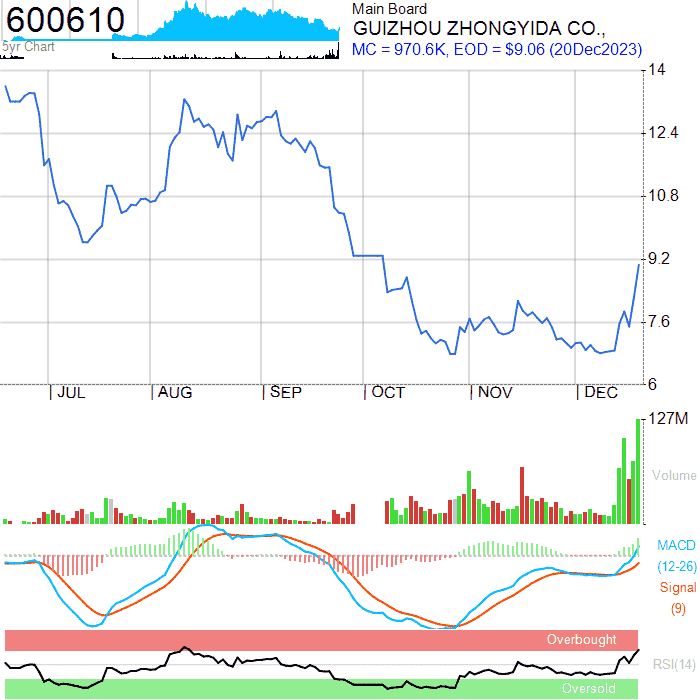 600610
5yr Chart
Main Board
GUIZHOU ZHONGYIDA CO.,
MC = 970.6K, EOD = $9.06 (20Dec2023)
14
12.4
10.8
9.2
7.6
6
JUL AUG SEP OCT NOV DEC
127M
Volume
MACD
(12-26)
Signal
(9)
Overbought
RSI(14)
Oversold